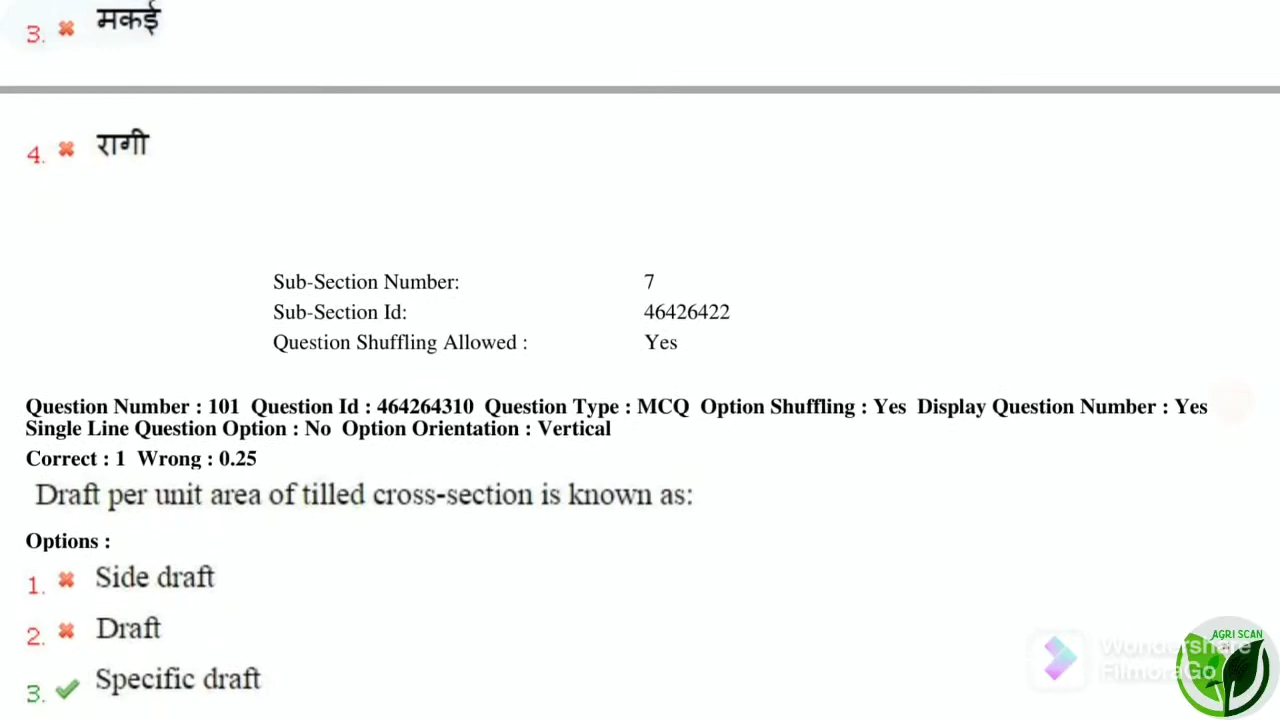 3. मकई
4. रागी
Sub-Section Number: 7
Sub-Section Id: 46426422
Question Shuffling Allowed : Yes
Question Number : 101 Question Id : 464264310 Question Type : MCQ Option Shuffling : Yes Display Question Number : Yes
Single Line Question Option : No Option Orientation : Vertical
Correct : 1 Wrong : 0.25
Draft per unit area of tilled cross-section is known as:
Options :
1. Side draft
2. Draft
3. Specific draft
AGRI SCAN
Wondershare
FilmoraGo